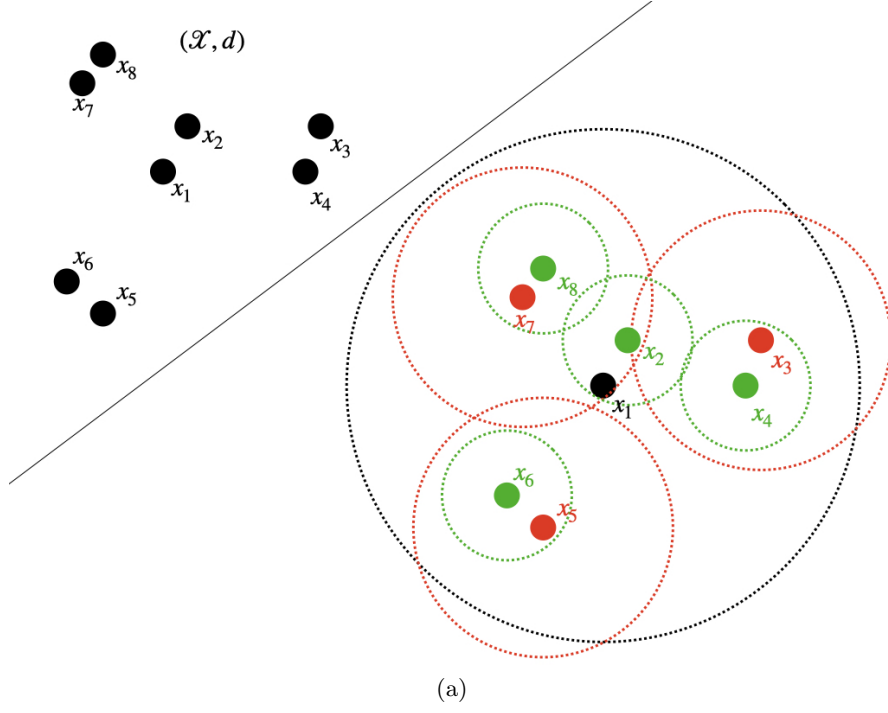 (𝒳, d)
x₈
x₇
x₂
x₃
x₁
x₄
x₆
x₅
x₈
x₇
x₂
x₃
x₁
x₄
x₆
x₅
(a)